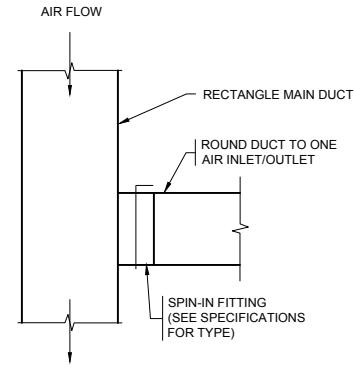 AIR FLOW
RECTANGLE MAIN DUCT
ROUND DUCT TO ONE
AIR INLET/OUTLET
SPIN-IN FITTING
(SEE SPECIFICATIONS
FOR TYPE)